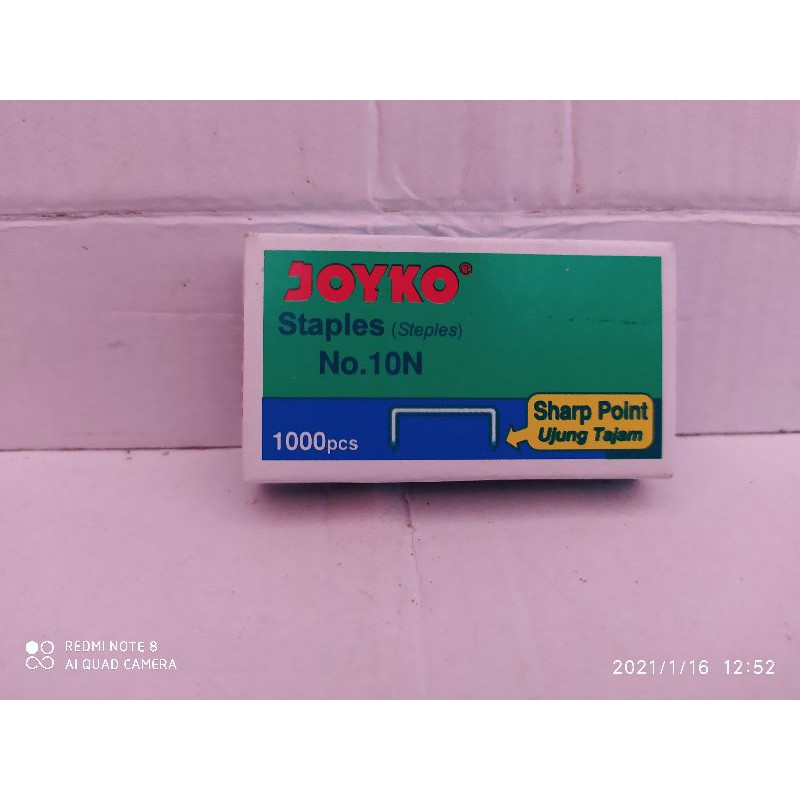 JOYKO®
Staples (Steples)
No.10N
1000pcs
Sharp Point
Ujung Tajam
REDMI NOTE 8
AI QUAD CAMERA
2021/1/16 12:52